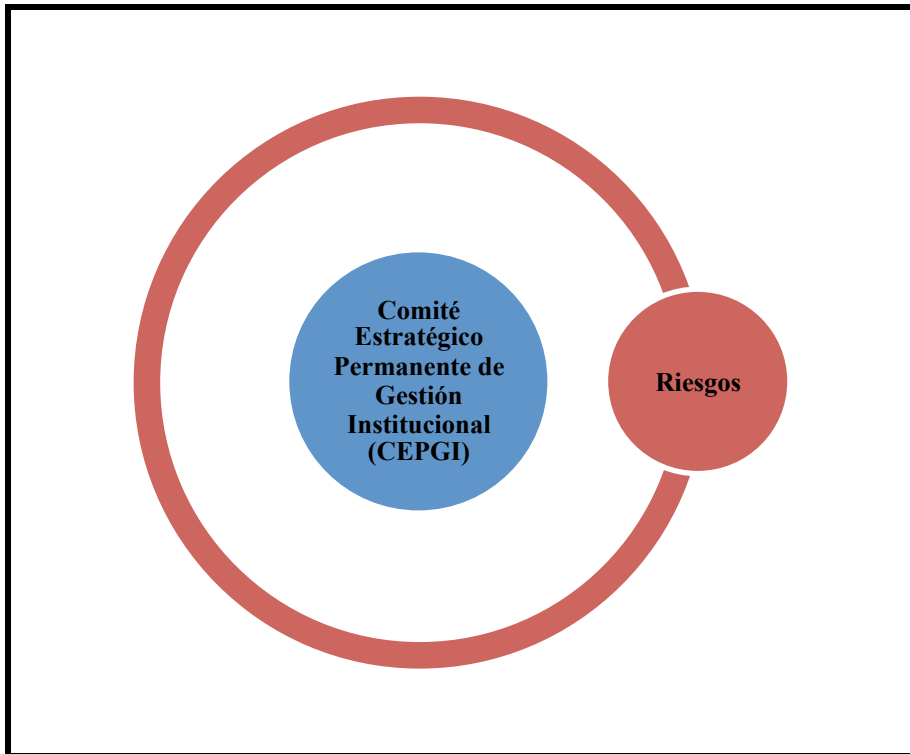 Comité
Estratégico
Permanente de
Gestión
Institucional
(CEPGI)
Riesgos